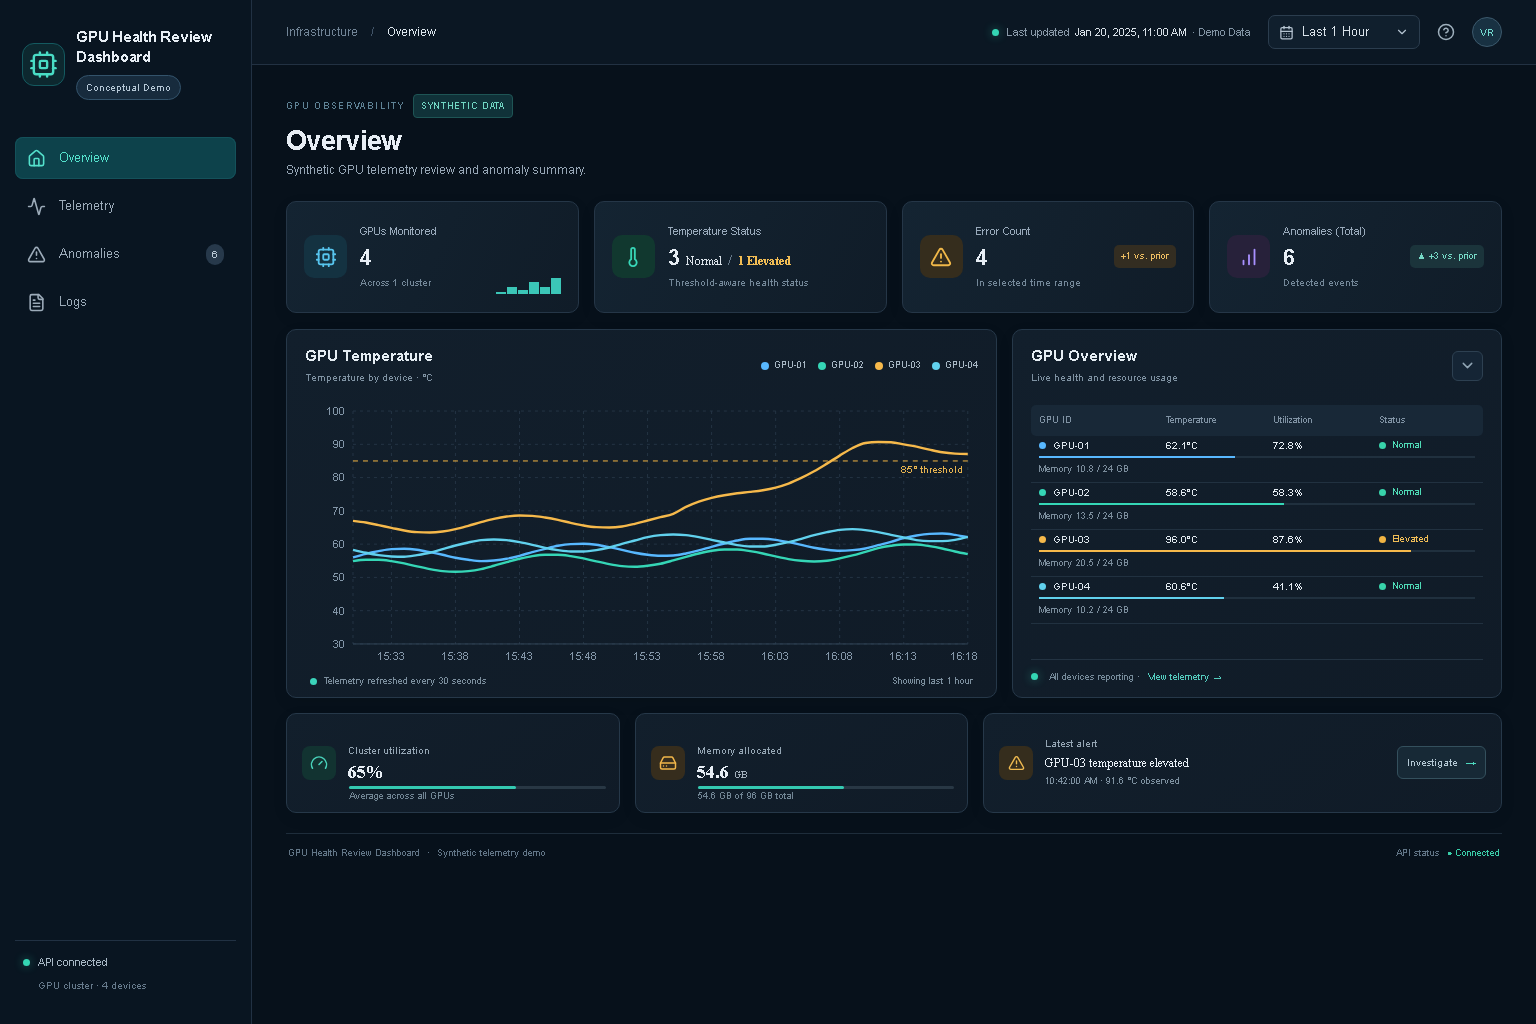 GPU Health Review
Dashboard
Conceptual Demo
Overview
Telemetry
Anomalies 6
Logs
API connected
GPU cluster · 4 devices
Infrastructure / Overview
Last updated Jan 20, 2025, 11:00 AM · Demo Data
Last 1 Hour
VR
GPU OBSERVABILITY SYNTHETIC DATA
Overview
Synthetic GPU telemetry review and anomaly summary.
GPUs Monitored
4
Across 1 cluster
Temperature Status
3 Normal / 1 Elevated
Threshold-aware health status
Error Count
4
+1 vs. prior
In selected time range
Anomalies (Total)
6
▲ +3 vs. prior
Detected events
GPU Temperature
Temperature by device · °C
GPU-01 GPU-02 GPU-03 GPU-04
100
90
80
70
60
50
40
30
85° threshold
15:33 15:38 15:43 15:48 15:53 15:58 16:03 16:08 16:13 16:18
Telemetry refreshed every 30 seconds
Showing last 1 hour
GPU Overview
Live health and resource usage
GPU ID Temperature Utilization Status
GPU-01 62.1°C 72.8% Normal
Memory 10.8 / 24 GB
GPU-02 58.6°C 58.3% Normal
Memory 13.5 / 24 GB
GPU-03 96.0°C 87.6% Elevated
Memory 20.5 / 24 GB
GPU-04 60.6°C 41.1% Normal
Memory 10.2 / 24 GB
All devices reporting · View telemetry →
Cluster utilization
65%
Average across all GPUs
Memory allocated
54.6 GB
54.6 GB of 96 GB total
Latest alert
GPU-03 temperature elevated
10:42:00 AM · 91.6 °C observed
Investigate →
GPU Health Review Dashboard · Synthetic telemetry demo
API status • Connected